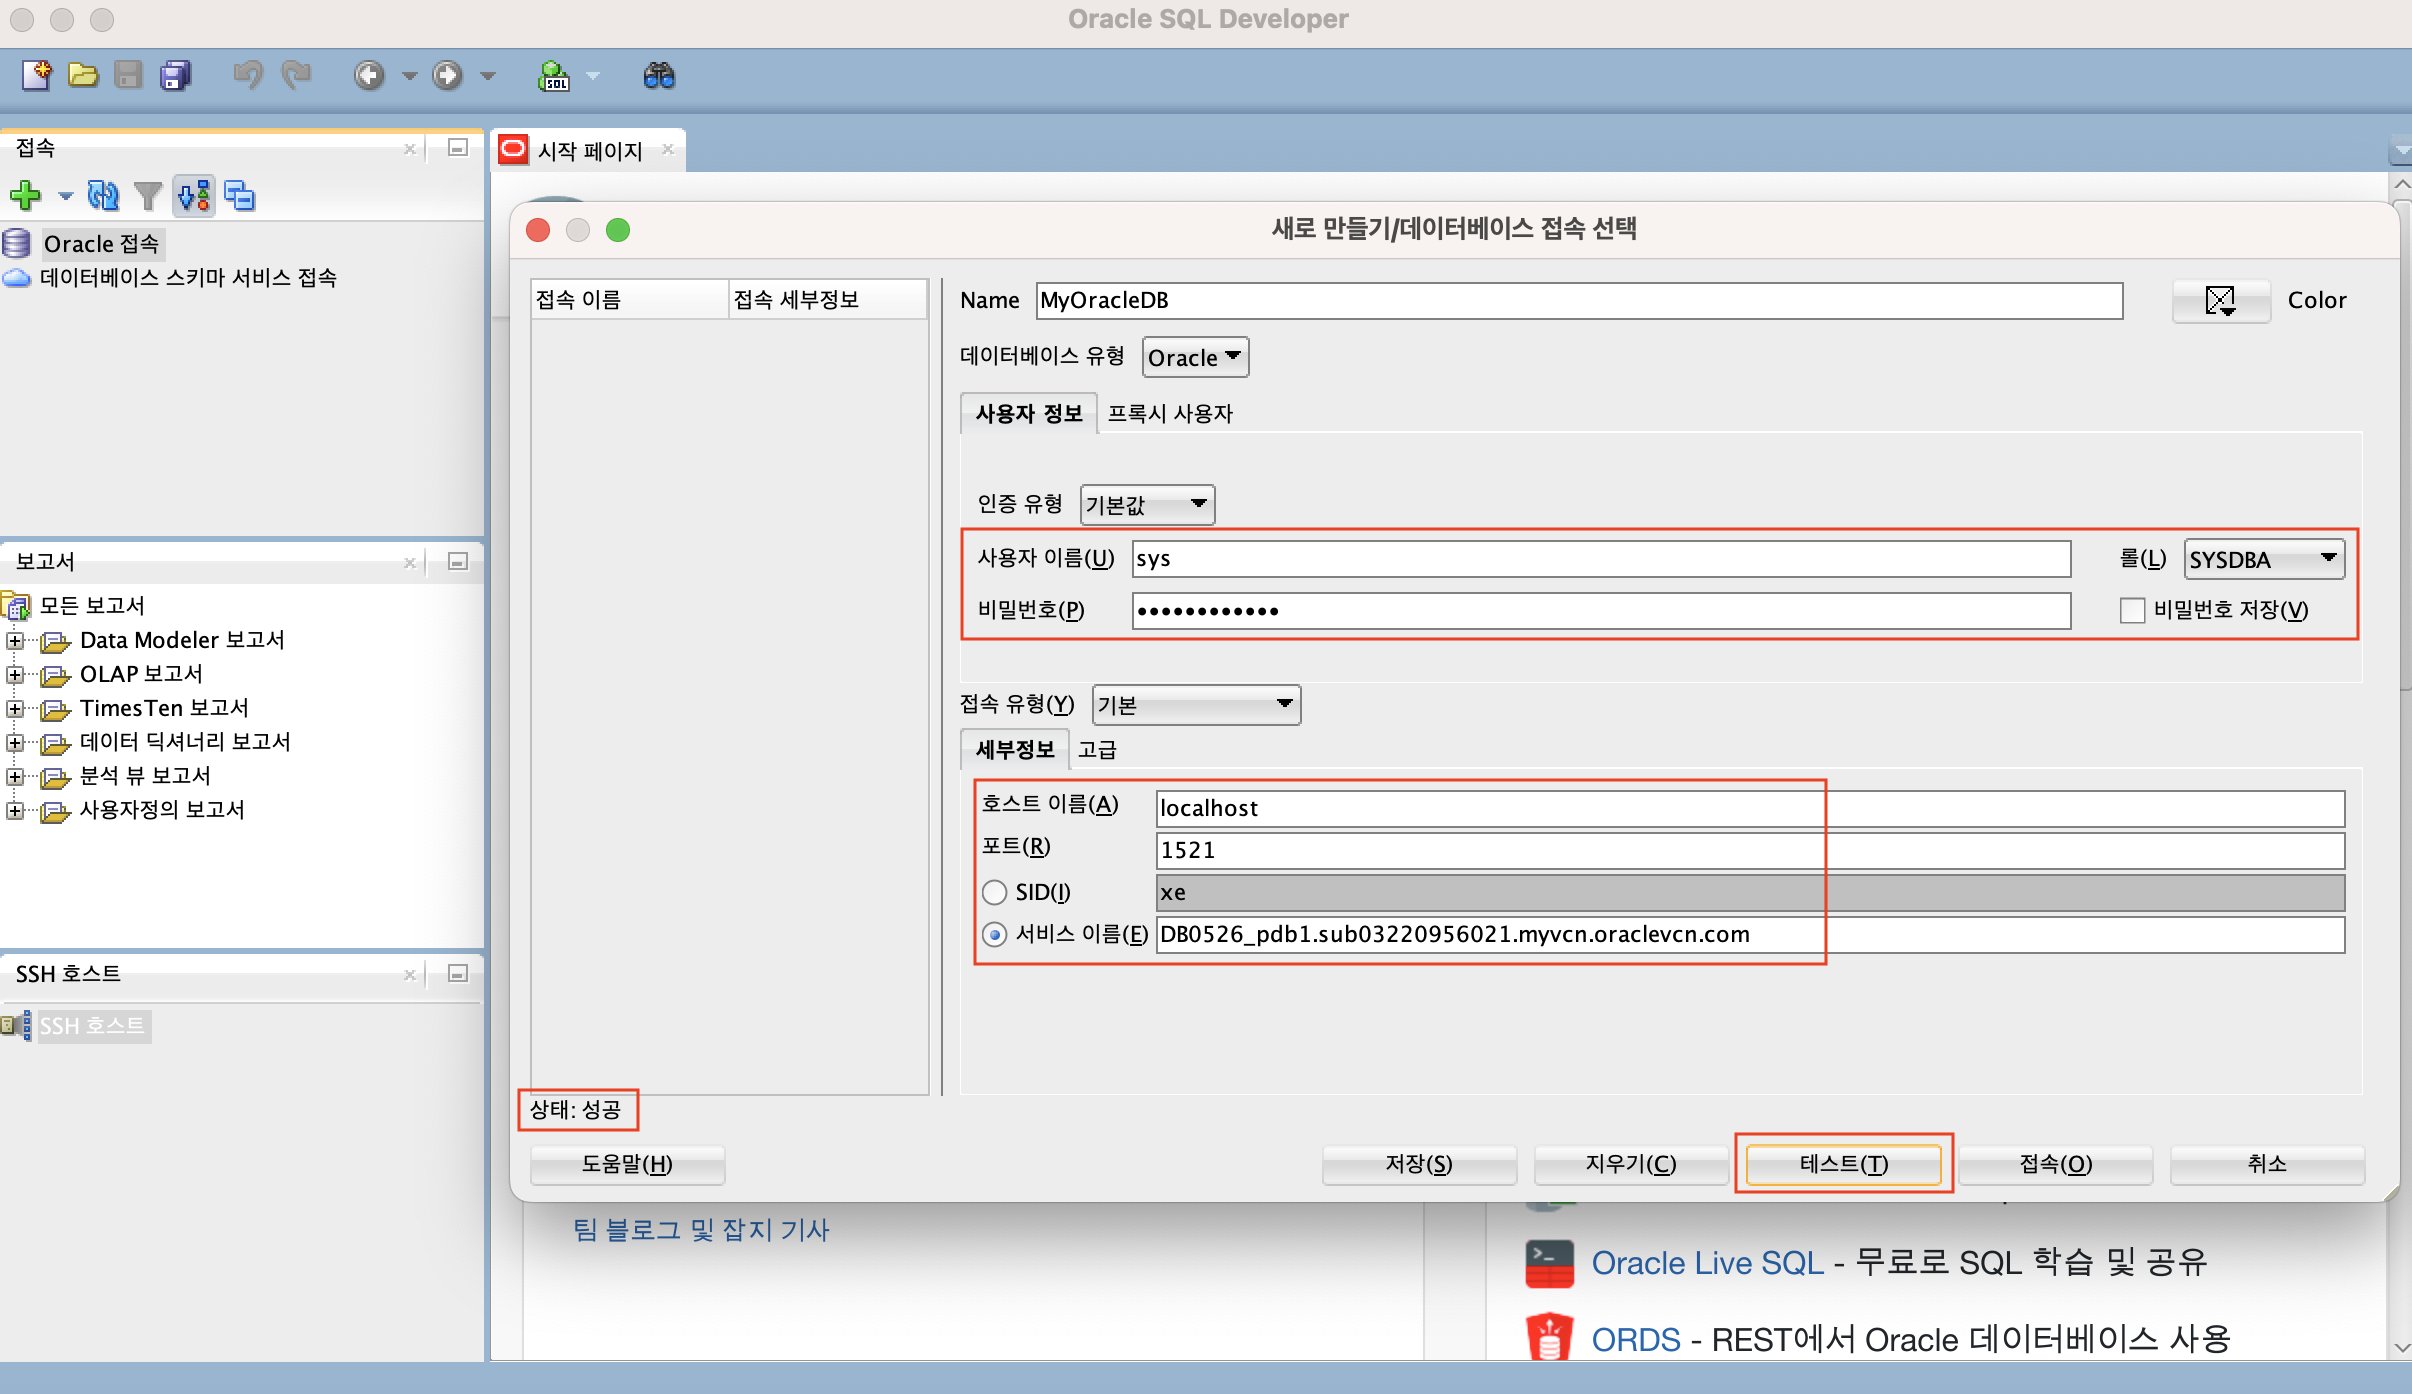 Oracle SQL Developer
SQL
접속
시작 페이지
Oracle 접속
데이터베이스 스키마 서비스 접속
보고서
모든 보고서
Data Modeler 보고서
OLAP 보고서
TimesTen 보고서
데이터 딕셔너리 보고서
분석 뷰 보고서
사용자정의 보고서
SSH 호스트
SSH 호스트
새로 만들기/데이터베이스 접속 선택
접속 이름 접속 세부정보
Name MyOracleDB Color
데이터베이스 유형 Oracle
사용자 정보 프록시 사용자
인증 유형 기본값
사용자 이름(U) sys 롤(L) SYSDBA
비밀번호(P) •••••••••••• 비밀번호 저장(V)
접속 유형(Y) 기본
세부정보 고급
호스트 이름(A) localhost
포트(R) 1521
SID(I) xe
서비스 이름(E) DB0526_pdb1.sub03220956021.myvcn.oraclevcn.com
상태: 성공
도움말(H) 저장(S) 지우기(C) 테스트(T) 접속(O) 취소
팀 블로그 및 잡지 기사
Oracle Live SQL - 무료로 SQL 학습 및 공유
ORDS - REST에서 Oracle 데이터베이스 사용